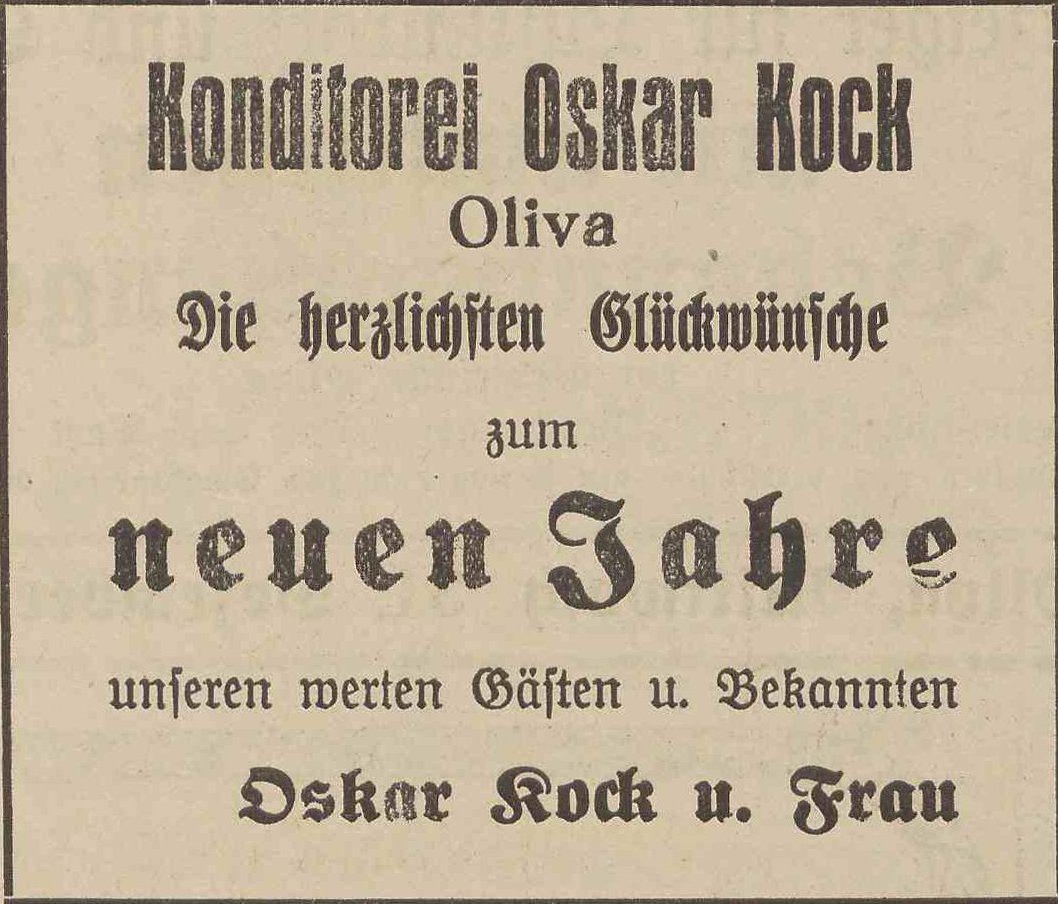 Konditorei Oskar Kock
Oliva
Die herzlichsten Glückwünsche
zum
neuen Jahre
unseren werten Gästen u. Bekannten
Oskar Kock u. Frau